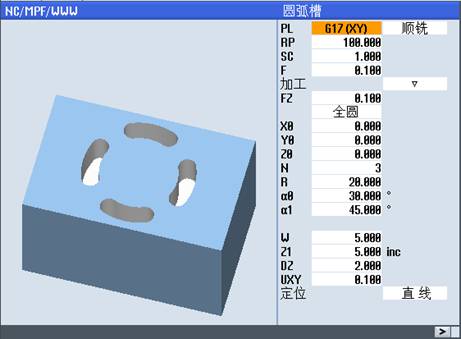 NC/MPF/WWW
圆弧槽
PL G17(XY) 顺铣
RP 100.000
SC 1.000
F 0.100
加工 ▽
FZ 0.100
全圆
X0 0.000
Y0 0.000
Z0 0.000
N 3
R 20.000
α0 30.000 °
α1 45.000 °
W 5.000
Z1 5.000 inc
DZ 2.000
UXY 0.100
定位 直线